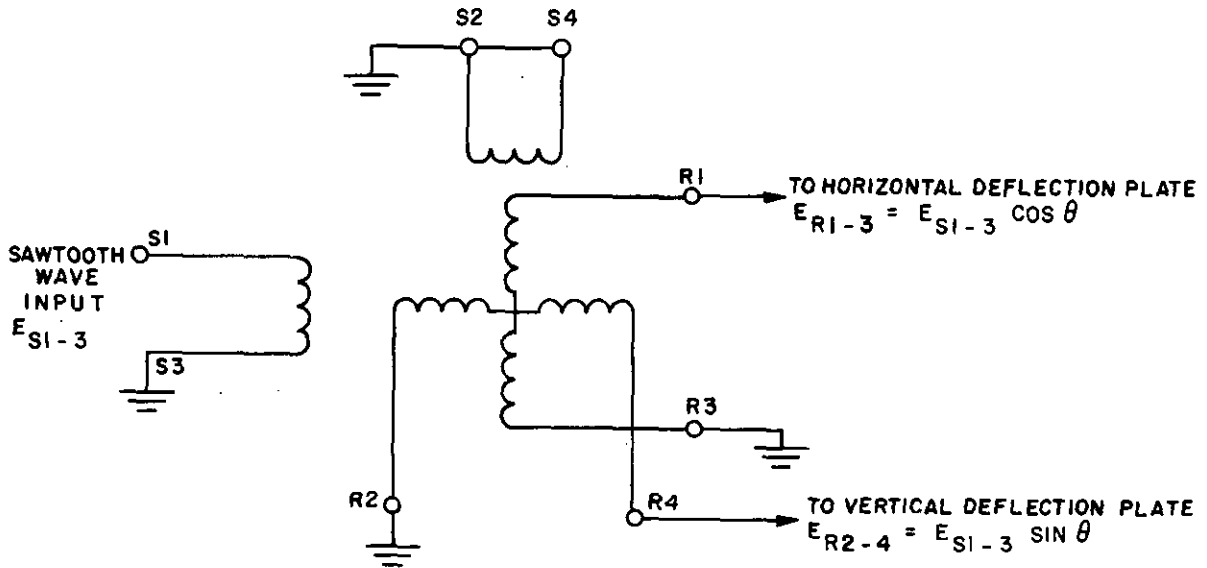 S2
S4
R1
TO HORIZONTAL DEFLECTION PLATE
E R1-3 = E S1-3 COS θ
S1
SAWTOOTH
WAVE
INPUT
E S1-3
S3
R3
R2
R4
TO VERTICAL DEFLECTION PLATE
E R2-4 = E S1-3 SIN θ